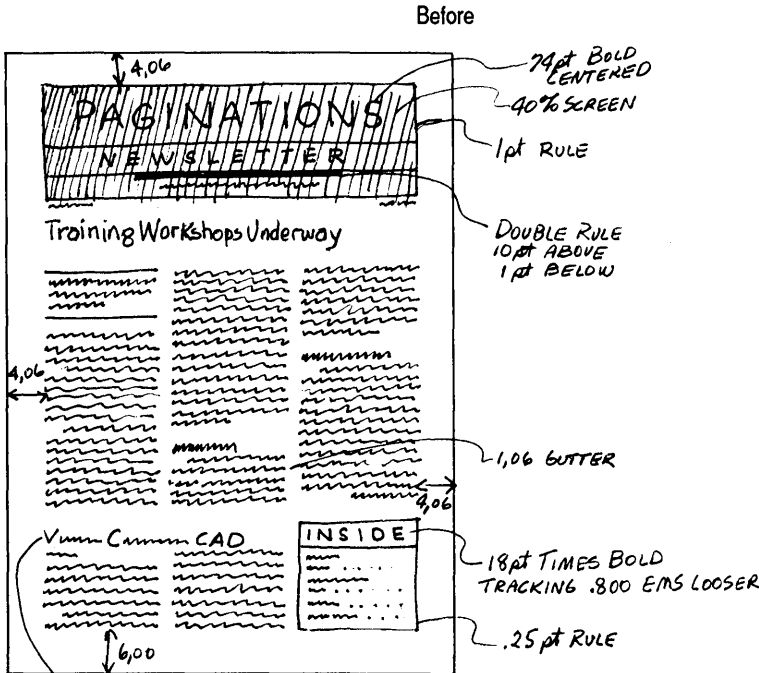 Before
4,06
74pt BOLD
CENTERED
PAGINATIONS
40% SCREEN
1pt RULE
NEWSLETTER
Training Workshops Underway
DOUBLE RULE
10pt ABOVE
1pt BELOW
4,06
1,06 GUTTER
4,06
CAD
INSIDE
18pt TIMES BOLD
TRACKING .800 EMS LOOSER
.25pt RULE
6,00